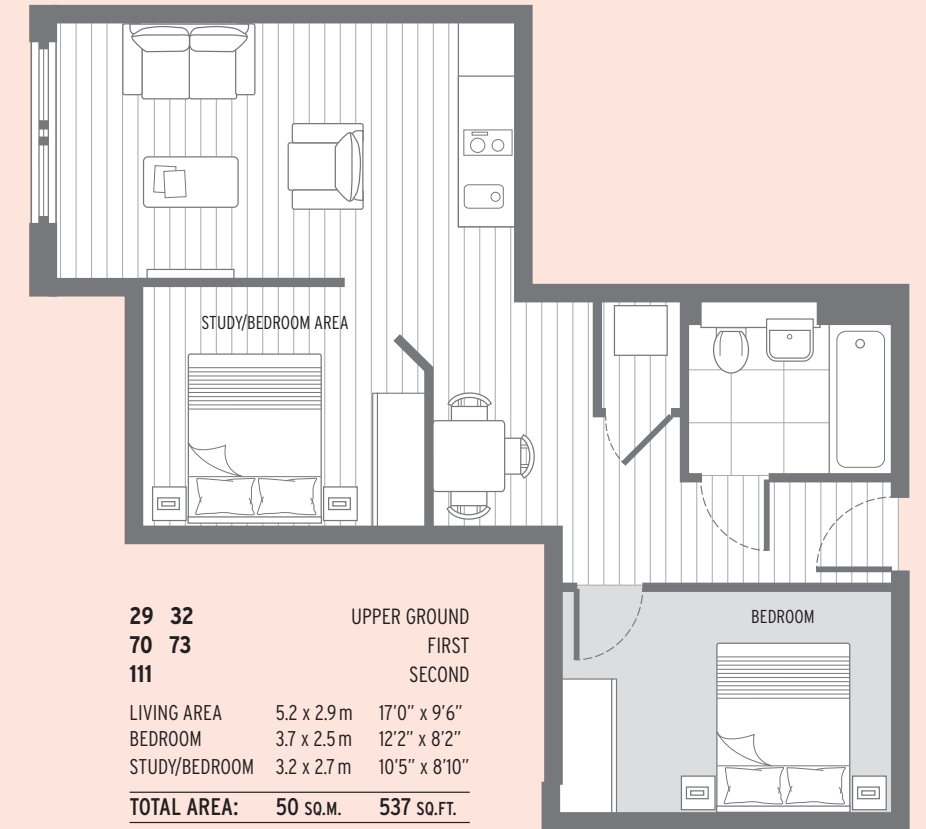 STUDY/BEDROOM AREA
BEDROOM
29 32 UPPER GROUND
70 73 FIRST
111 SECOND
LIVING AREA 5.2 x 2.9 m 17’0” x 9’6”
BEDROOM 3.7 x 2.5 m 12’2” x 8’2”
STUDY/BEDROOM 3.2 x 2.7 m 10’5” x 8’10”
TOTAL AREA: 50 SQ.M. 537 SQ.FT.